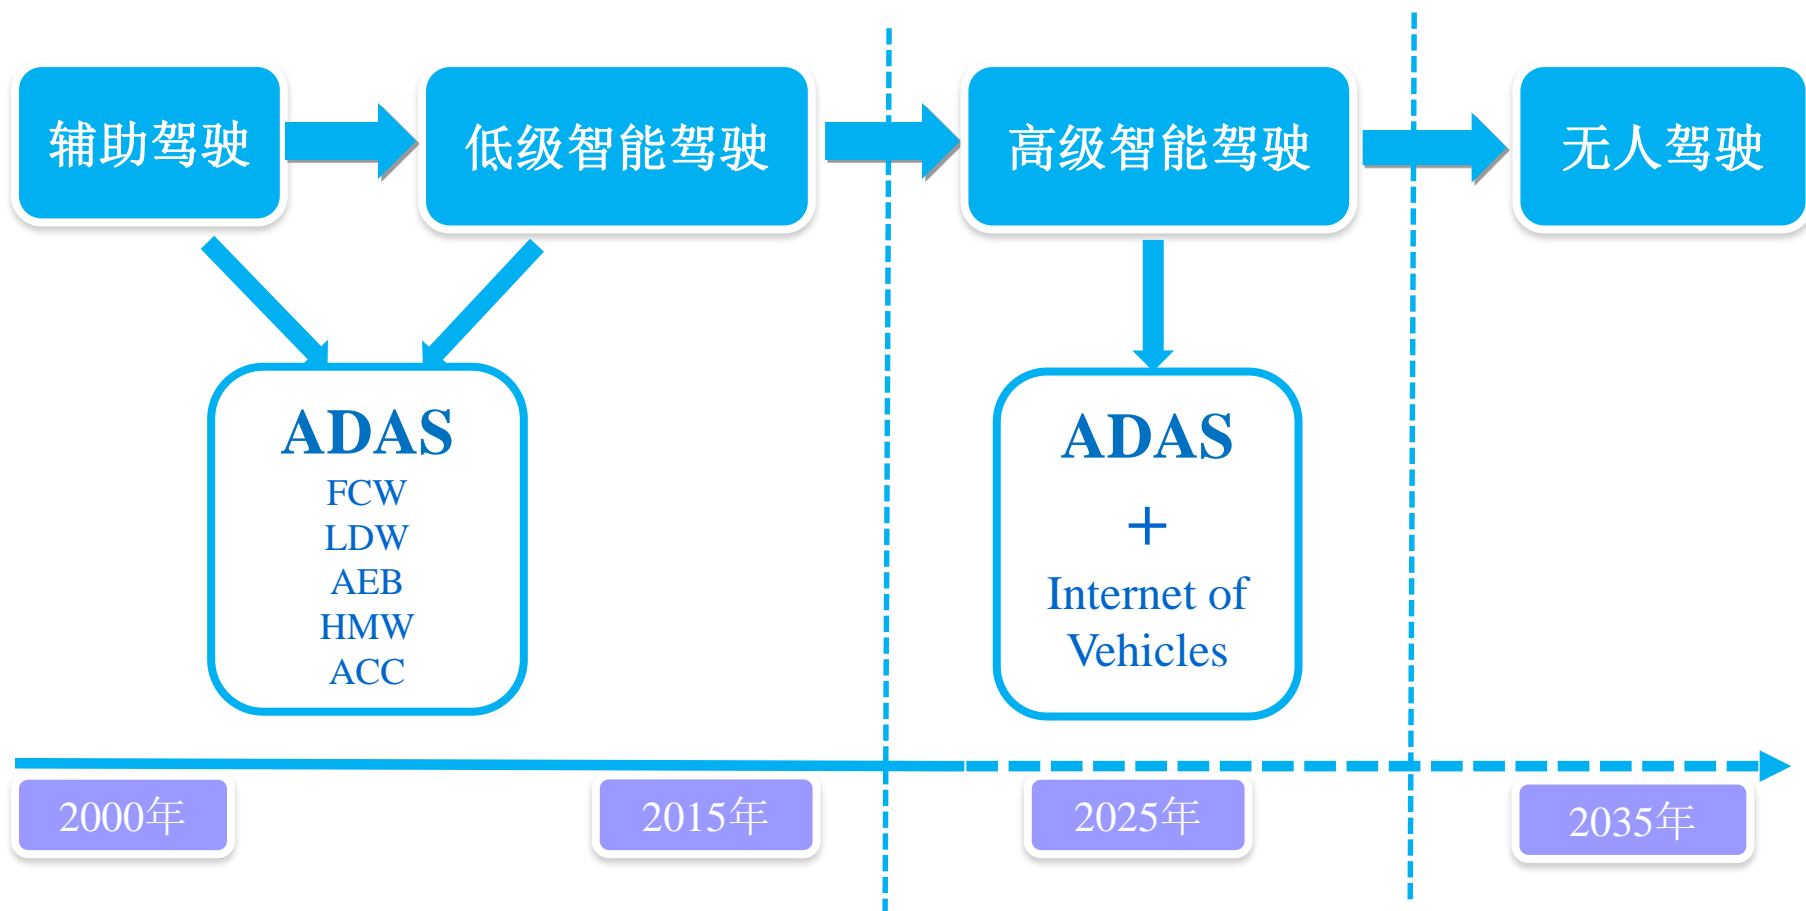 辅助驾驶
低级智能驾驶
高级智能驾驶
无人驾驶
ADAS
FCW
LDW
AEB
HMW
ACC
ADAS
+
Internet of
Vehicles
2000年
2015年
2025年
2035年